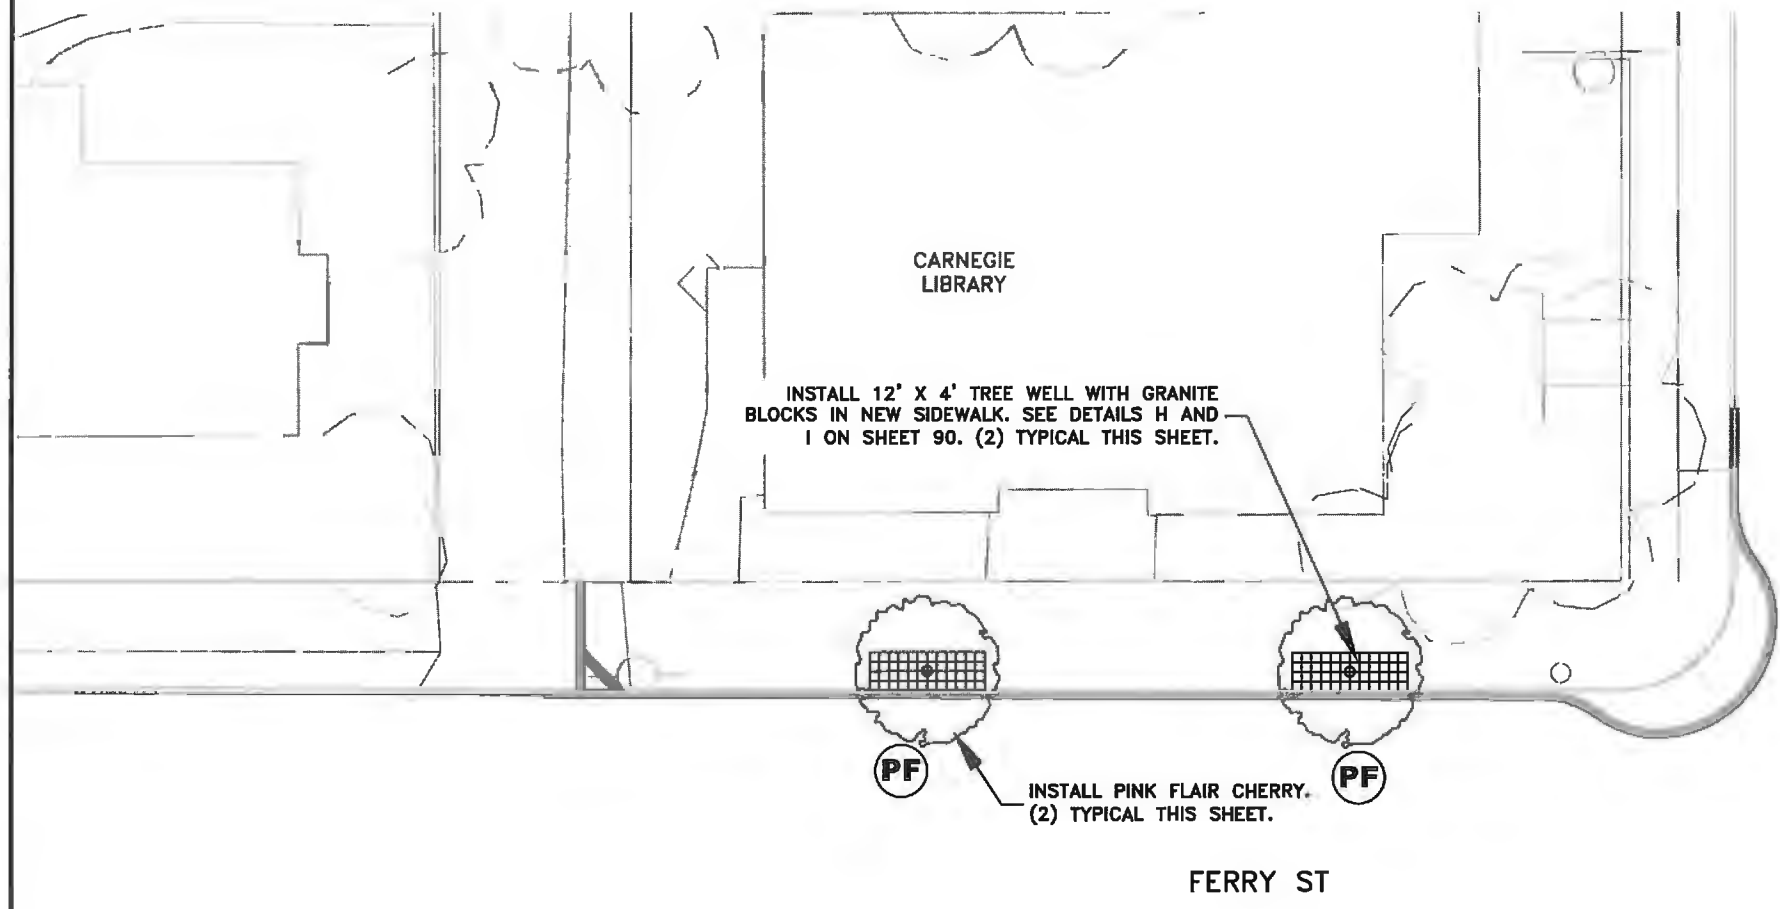 CARNEGIE
LIBRARY
INSTALL 12' X 4' TREE WELL WITH GRANITE
BLOCKS IN NEW SIDEWALK. SEE DETAILS H AND
I ON SHEET 90. (2) TYPICAL THIS SHEET.
PF
PF
INSTALL PINK FLAIR CHERRY.
(2) TYPICAL THIS SHEET.
FERRY ST